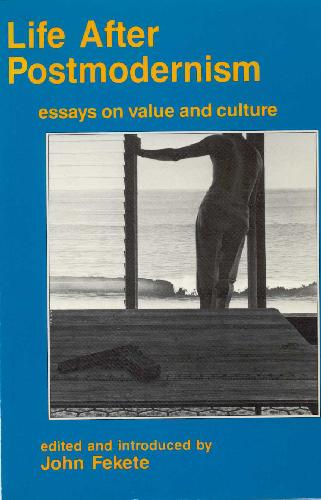 Life After
Postmodernism
essays on value and culture
edited and introduced by
John Fekete